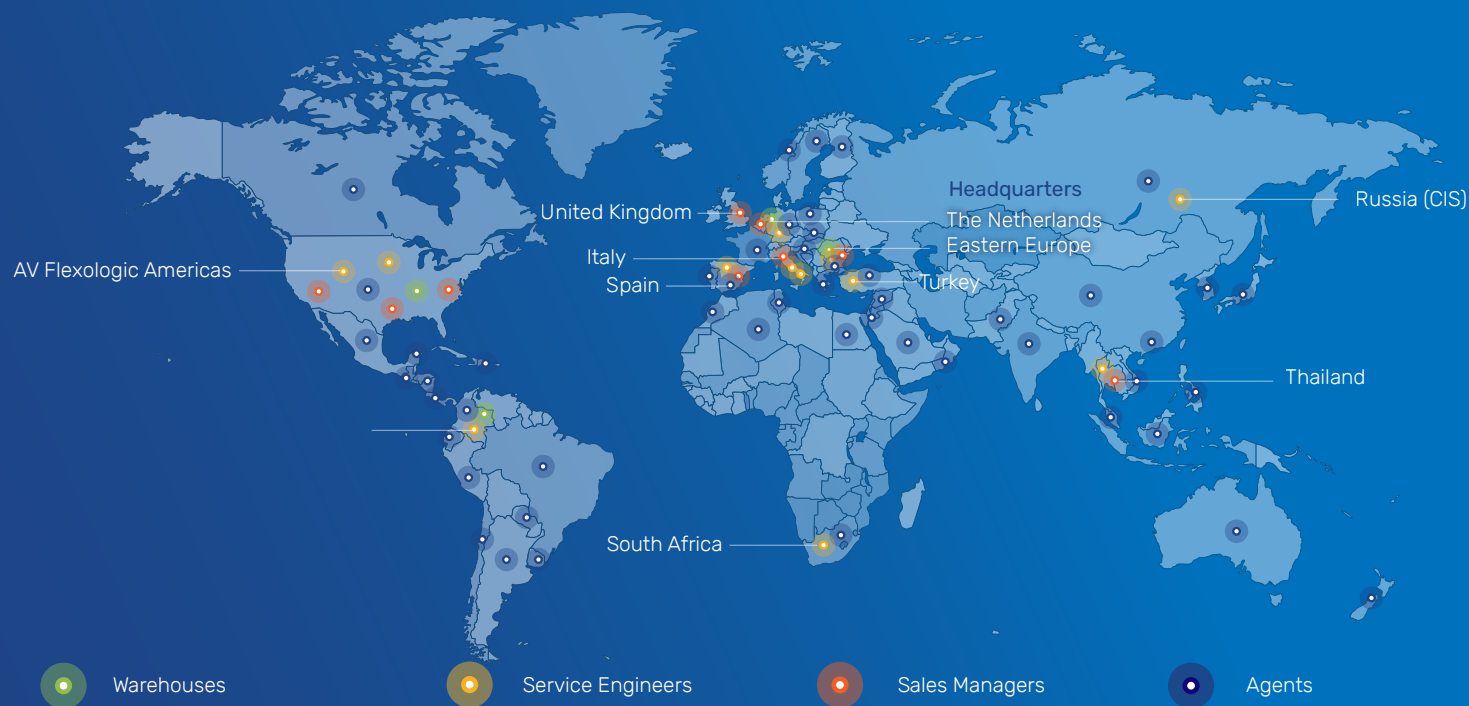 Headquarters
United Kingdom
The Netherlands
Russia (CIS)
Eastern Europe
Italy
AV Flexologic Americas
Spain
Turkey
Thailand
South Africa
Warehouses
Service Engineers
Sales Managers
Agents